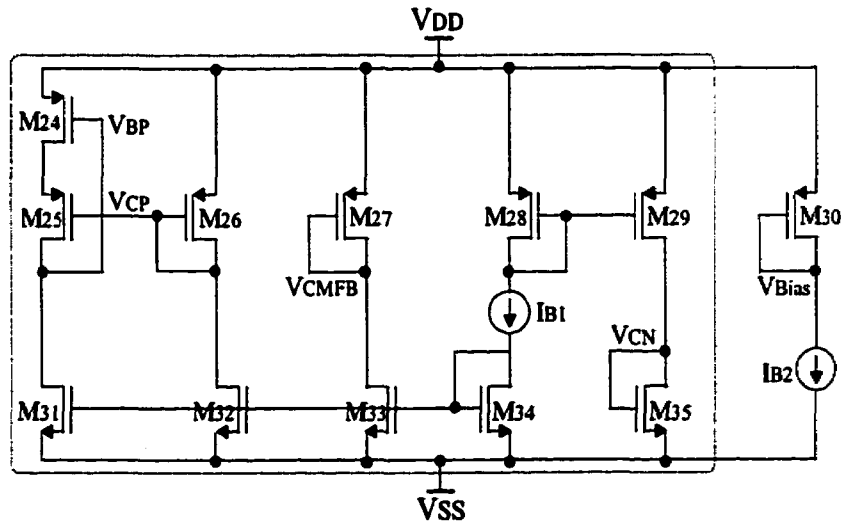 VDD
M24
VBP
M25
VCP
M26
M27
M28
M29
M30
VCMFB
VBias
IB1
VCN
IB2
M31
M32
M33
M34
M35
VSS